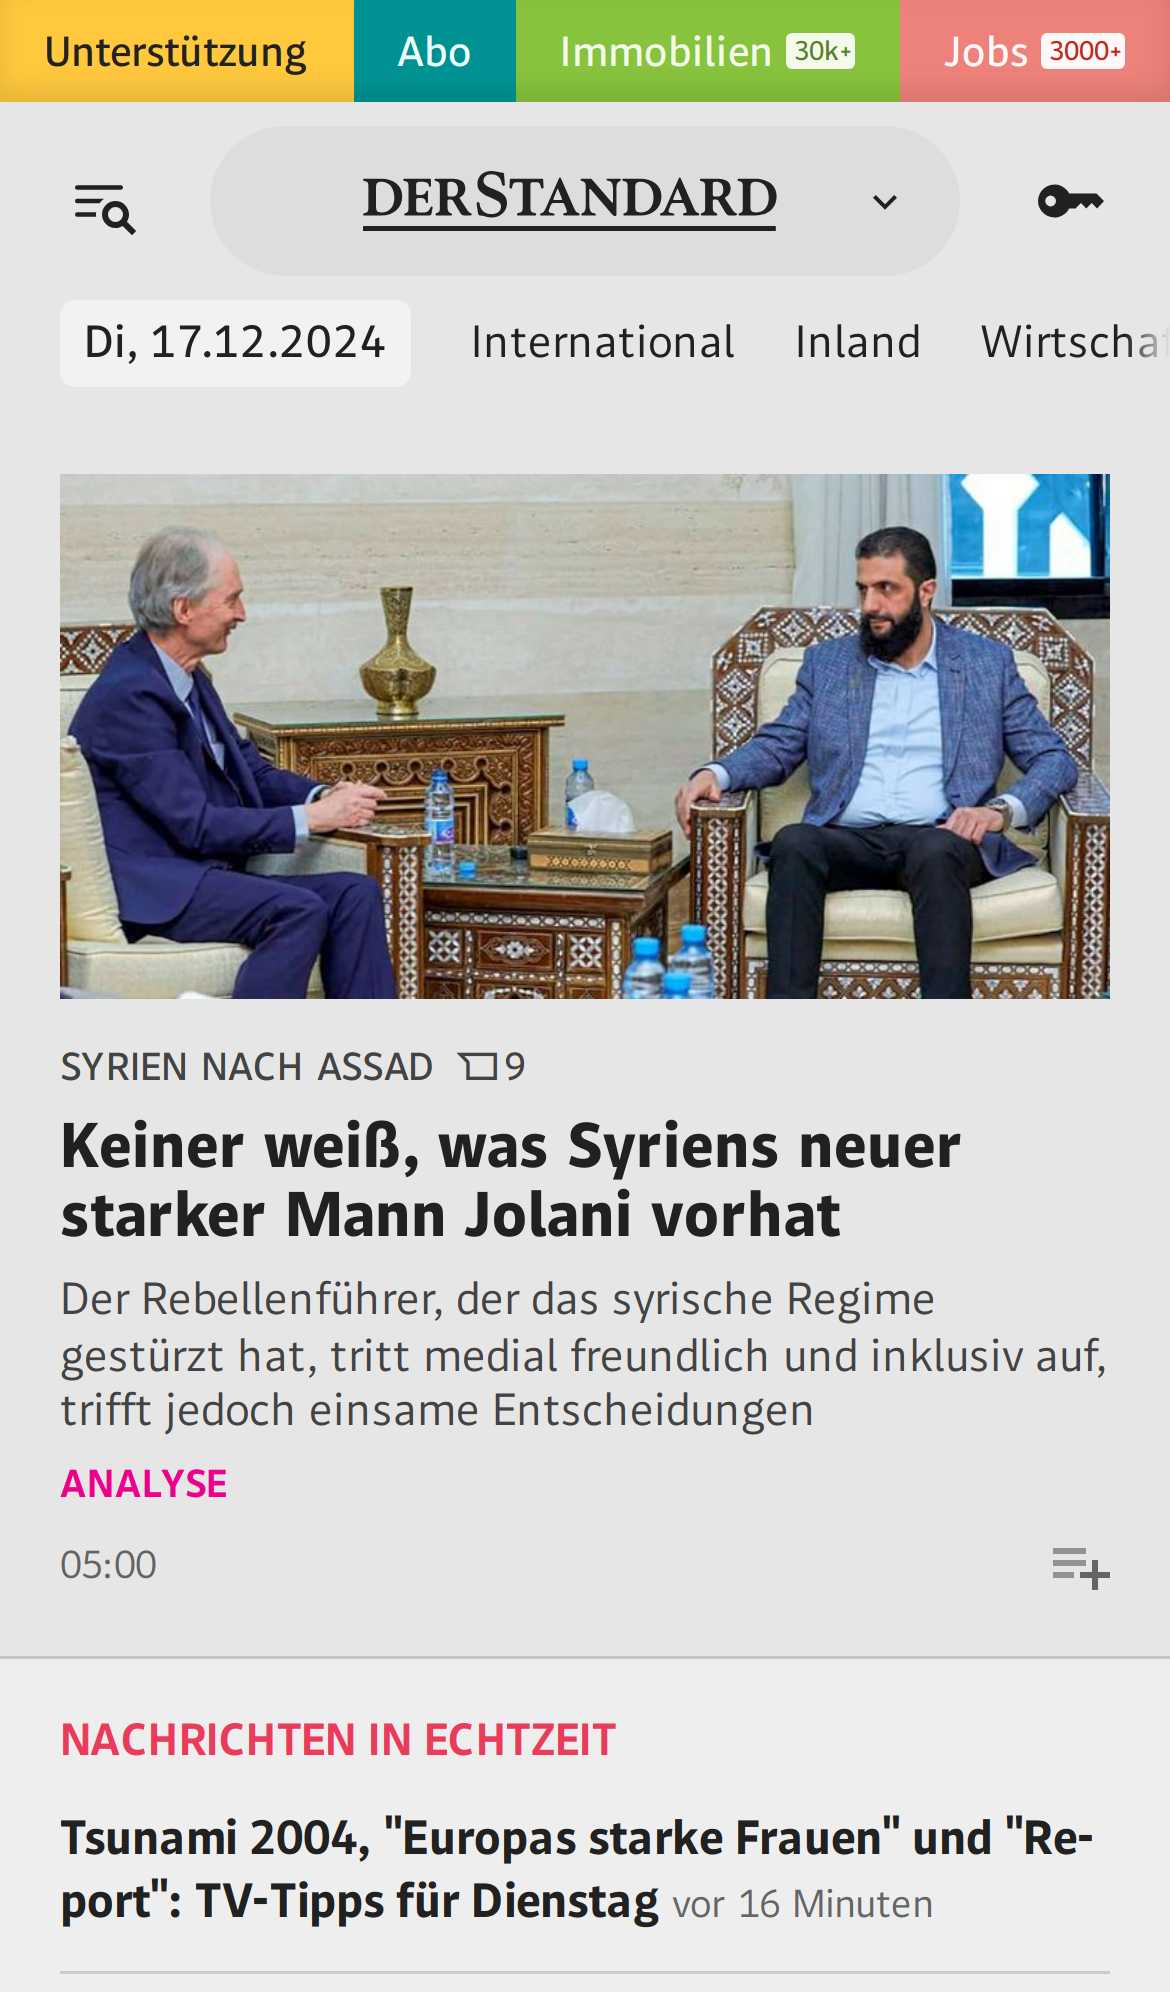 Unterstützung Abo Immobilien 30k+ Jobs 3000+
DERSTANDARD
Di, 17.12.2024 International Inland Wirtscha
SYRIEN NACH ASSAD 9
Keiner weiß, was Syriens neuer
starker Mann Jolani vorhat
Der Rebellenführer, der das syrische Regime
gestürzt hat, tritt medial freundlich und inklusiv auf,
trifft jedoch einsame Entscheidungen
ANALYSE
05:00
NACHRICHTEN IN ECHTZEIT
Tsunami 2004, "Europas starke Frauen" und "Re-
port": TV-Tipps für Dienstag vor 16 Minuten